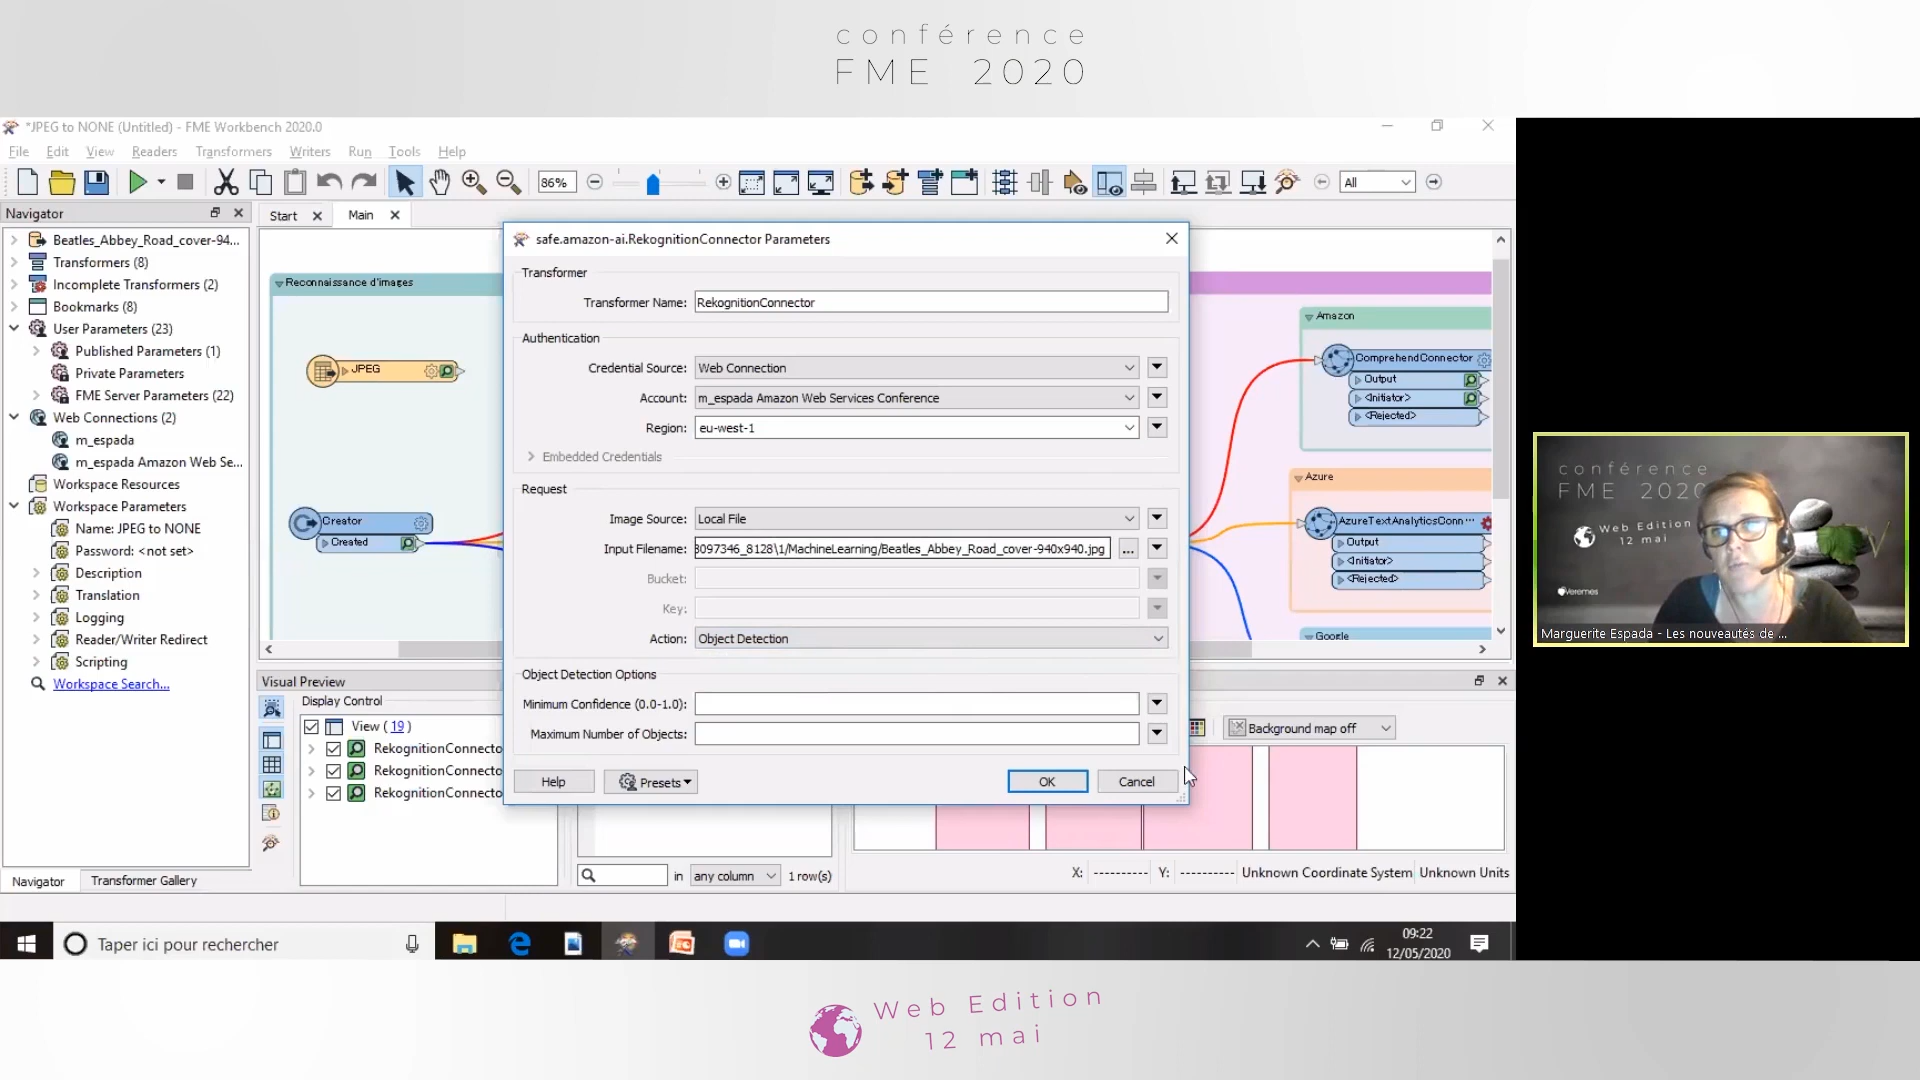 conférence
FME 2020
*JPEG to NONE (Untitled) - FME Workbench 2020.0
File Edit View Readers Transformers Writers Run Tools Help
86%
All
Navigator
Start
Main
Beatles_Abbey_Road_cover-94...
Transformers (8)
Incomplete Transformers (2)
Bookmarks (8)
User Parameters (23)
Published Parameters (1)
Private Parameters
FME Server Parameters (22)
Web Connections (2)
m_espada
m_espada Amazon Web Se...
Workspace Resources
Workspace Parameters
Name: JPEG to NONE
Password: <not set>
Description
Translation
Logging
Reader/Writer Redirect
Scripting
Workspace Search...
Navigator
Transformer Gallery
Reconnaissance d'images
JPEG
Creator
Created
safe.amazon-ai.RekognitionConnector Parameters
Transformer
Transformer Name: RekognitionConnector
Authentication
Credential Source: Web Connection
Account: m_espada Amazon Web Services Conference
Region: eu-west-1
Embedded Credentials
Request
Image Source: Local File
Input Filename: 3097346_8128\1/MachineLearning/Beatles_Abbey_Road_cover-940x940.jpg
...
Bucket:
Key:
Action: Object Detection
Object Detection Options
Minimum Confidence (0.0-1.0):
Maximum Number of Objects:
Help
Presets
OK
Cancel
Amazon
ComprehendConnector
Output
<Initiator>
<Rejected>
Azure
AzureTextAnalyticsConn...
Output
<Initiator>
<Rejected>
Google
Visual Preview
Display Control
View (19)
RekognitionConnecto
RekognitionConnecto
RekognitionConnecto
Background map off
in any column 1 row(s)
X: ---------- Y: ---------- Unknown Coordinate System Unknown Units
Taper ici pour rechercher
09:22
12/05/2020
conférence
FME 2020
Web Edition
12 mai
Veremes
Marguerite Espada - Les nouveautés de ...
Web Edition
12 mai